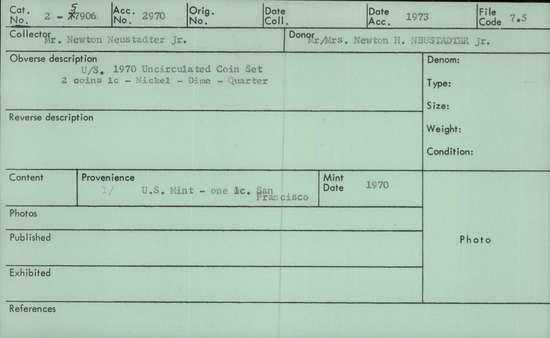 Cat. No. 2 - 57906 Acc. No. 2970 Orig. No. Date Coll. Date Acc. 1973 File Code 7.5
Collector Mr. Newton Neustadter Jr. Donor Mr/Mrs. Newton H. NEUSTADTER Jr.
Obverse description Denom:
U/S. 1970 Uncirculated Coin Set
2 coins 1c - Nickel - Dime - Quarter
Type:
Size:
Reverse description
Weight:
Condition:
Content Provenience Mint Date 1970
1/ U.S. Mint - one 1c. San Francisco
Photos
Published
Photo
Exhibited
References